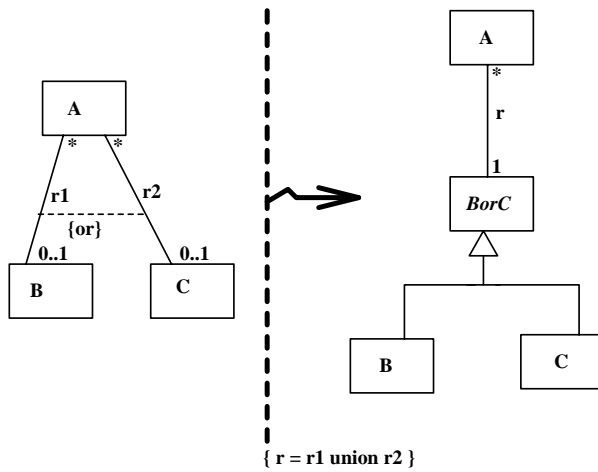 A
* *
r1 r2
{or}
0..1 0..1
B C
A
*
r
1
BorC
B C
{ r = r1 union r2 }